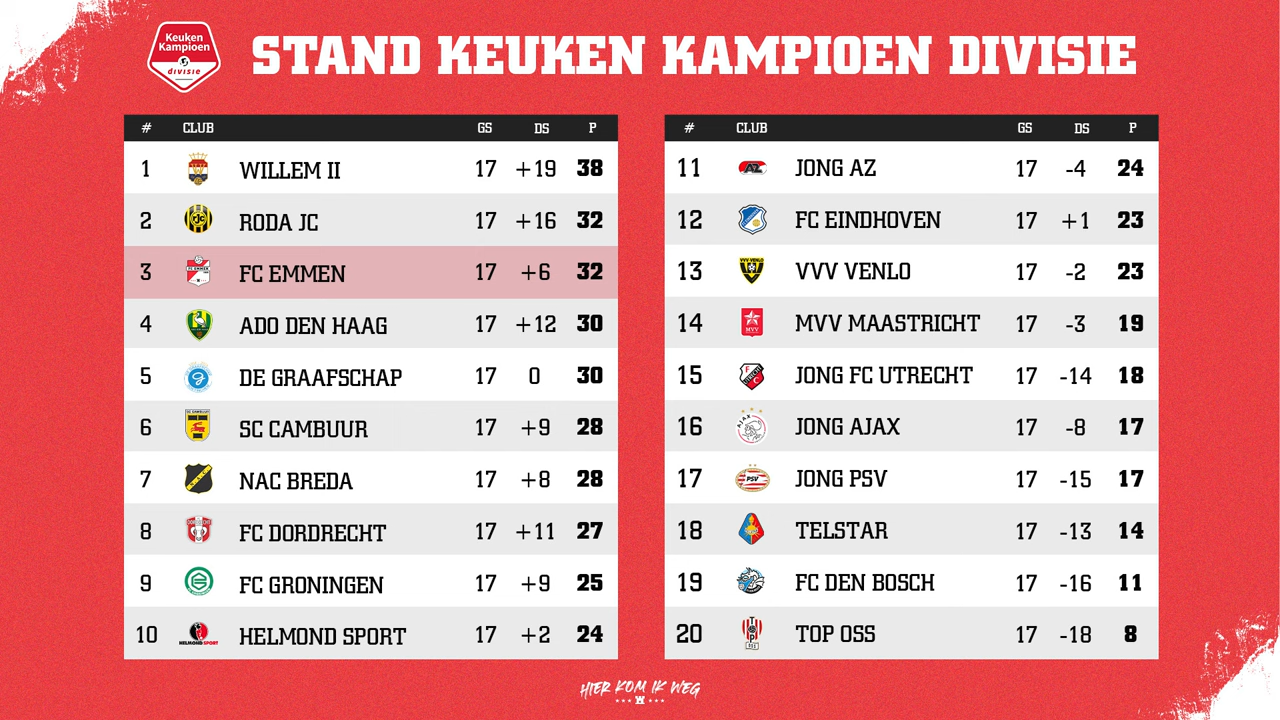 Keuken
Kampioen
divisie
STAND KEUKEN KAMPIOEN DIVISIE
# CLUB GS DS P
1 WILLEM II 17 +19 38
2 RODA JC 17 +16 32
3 FC EMMEN 17 +6 32
4 ADO DEN HAAG 17 +12 30
5 DE GRAAFSCHAP 17 0 30
6 SC CAMBUUR 17 +9 28
7 NAC BREDA 17 +8 28
8 FC DORDRECHT 17 +11 27
9 FC GRONINGEN 17 +9 25
10 HELMOND SPORT 17 +2 24
# CLUB GS DS P
11 JONG AZ 17 -4 24
12 FC EINDHOVEN 17 +1 23
13 VVV VENLO 17 -2 23
14 MVV MAASTRICHT 17 -3 19
15 JONG FC UTRECHT 17 -14 18
16 JONG AJAX 17 -8 17
17 JONG PSV 17 -15 17
18 TELSTAR 17 -13 14
19 FC DEN BOSCH 17 -16 11
20 TOP OSS 17 -18 8
HIER KOM IK WEG